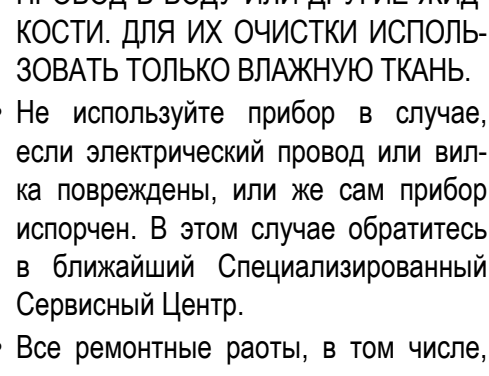 ПРОВОД В ВОДУ ИЛИ ДРУГИЕ ЖИД-
КОСТИ. ДЛЯ ИХ ОЧИСТКИ ИСПОЛЬ-
ЗОВАТЬ ТОЛЬКО ВЛАЖНУЮ ТКАНЬ.
• Не используйте прибор в случае,
если электрический провод или вил-
ка повреждены, или же сам прибор
испорчен. В этом случае обратитесь
в ближайший Специализированный
Сервисный Центр.
• Все ремонтные раоты, в том числе,